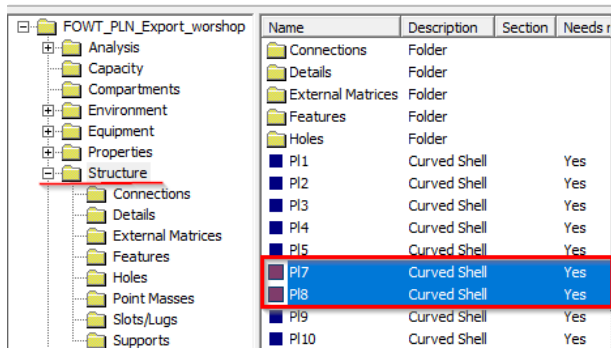 FOWT_PLN_Export_worshop
Analysis
Capacity
Compartments
Environment
Equipment
Properties
Structure
Connections
Details
External Matrices
Features
Holes
Point Masses
Slots/Lugs
Supports
Name Description Section Needs r
Connections Folder
Details Folder
External Matrices Folder
Features Folder
Holes Folder
Pl1 Curved Shell Yes
Pl2 Curved Shell Yes
Pl3 Curved Shell Yes
Pl4 Curved Shell Yes
Pl5 Curved Shell Yes
Pl7 Curved Shell Yes
Pl8 Curved Shell Yes
Pl9 Curved Shell Yes
Pl10 Curved Shell Yes